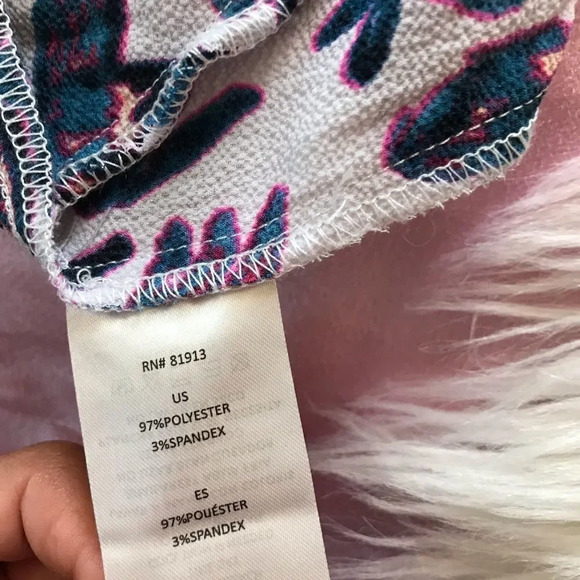 RN# 81913
US
97%POLYESTER
3%SPANDEX
ES
97%POUÉSTER
3%SPANDEX